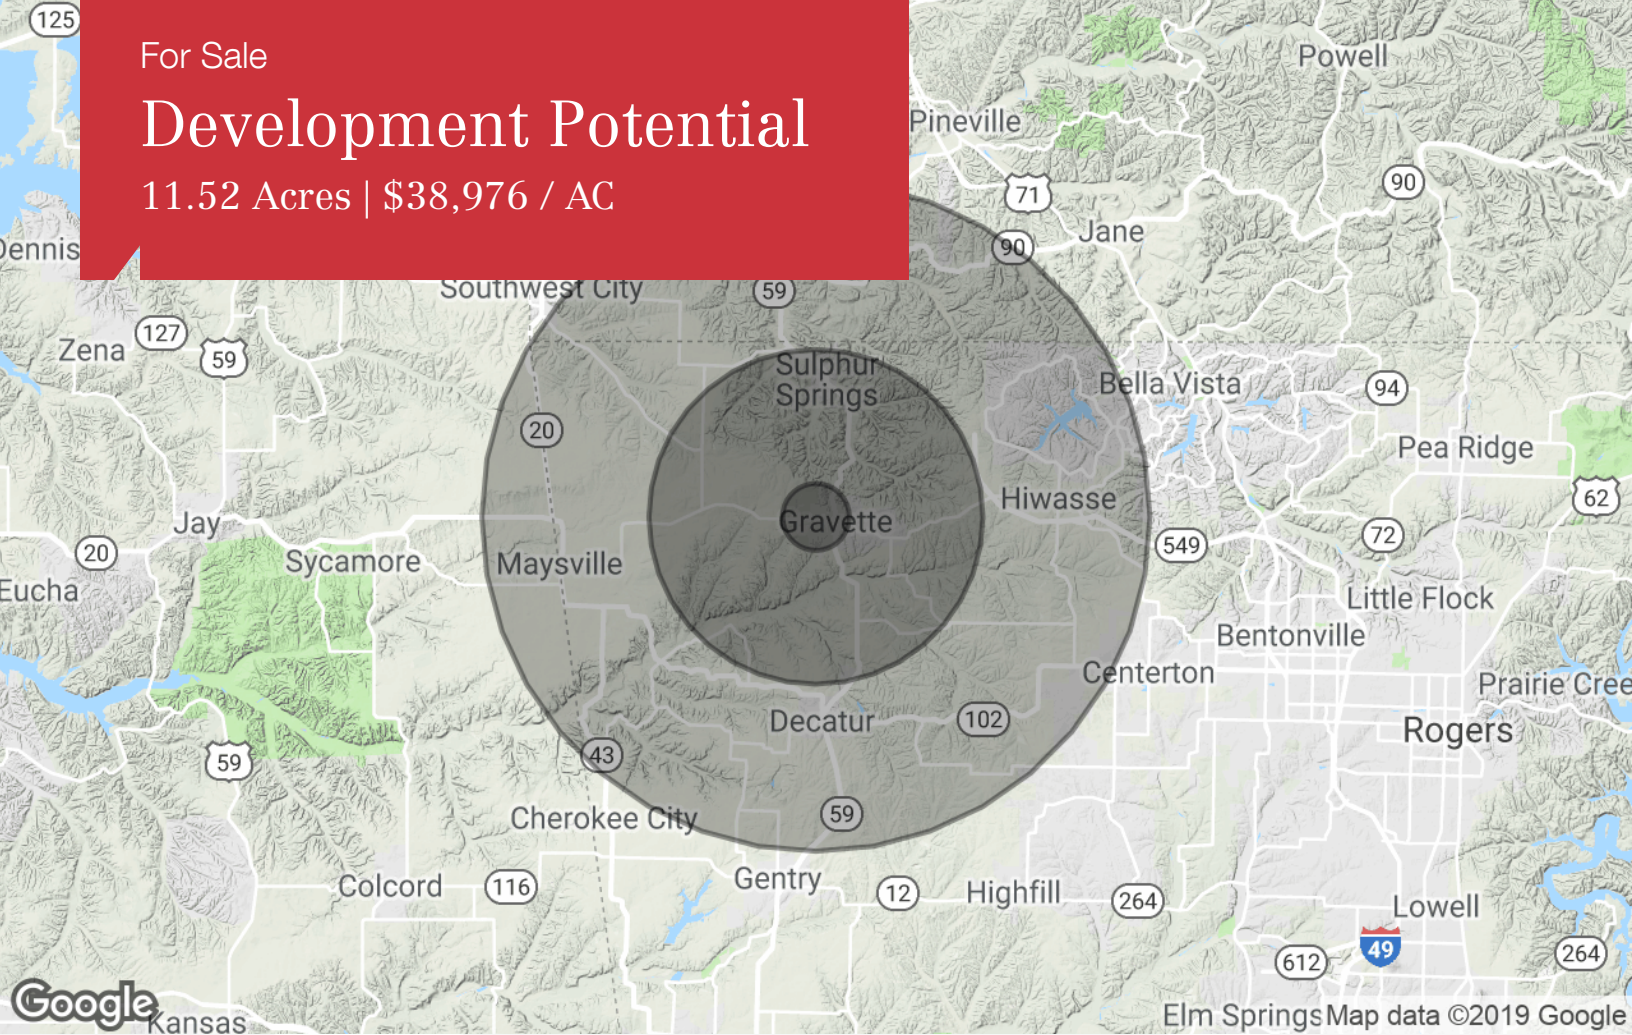 125
For Sale
Development Potential
11.52 Acres | $38,976 / AC
Powell
Pineville
71
90
90
Jane
Dennis
Southwest City
59
127
Zena
59
Sulphur
Springs
Bella Vista
94
20
Pea Ridge
Hiwasse
62
Jay
Gravette
72
549
20
Sycamore
Maysville
Eucha
Little Flock
Bentonville
Centerton
Prairie Cree
Decatur
102
Rogers
43
59
Cherokee City
59
Gentry
Colcord
116
12
Highfill
264
Lowell
49
264
612
Google
Kansas
Elm Springs
Map data ©2019 Google